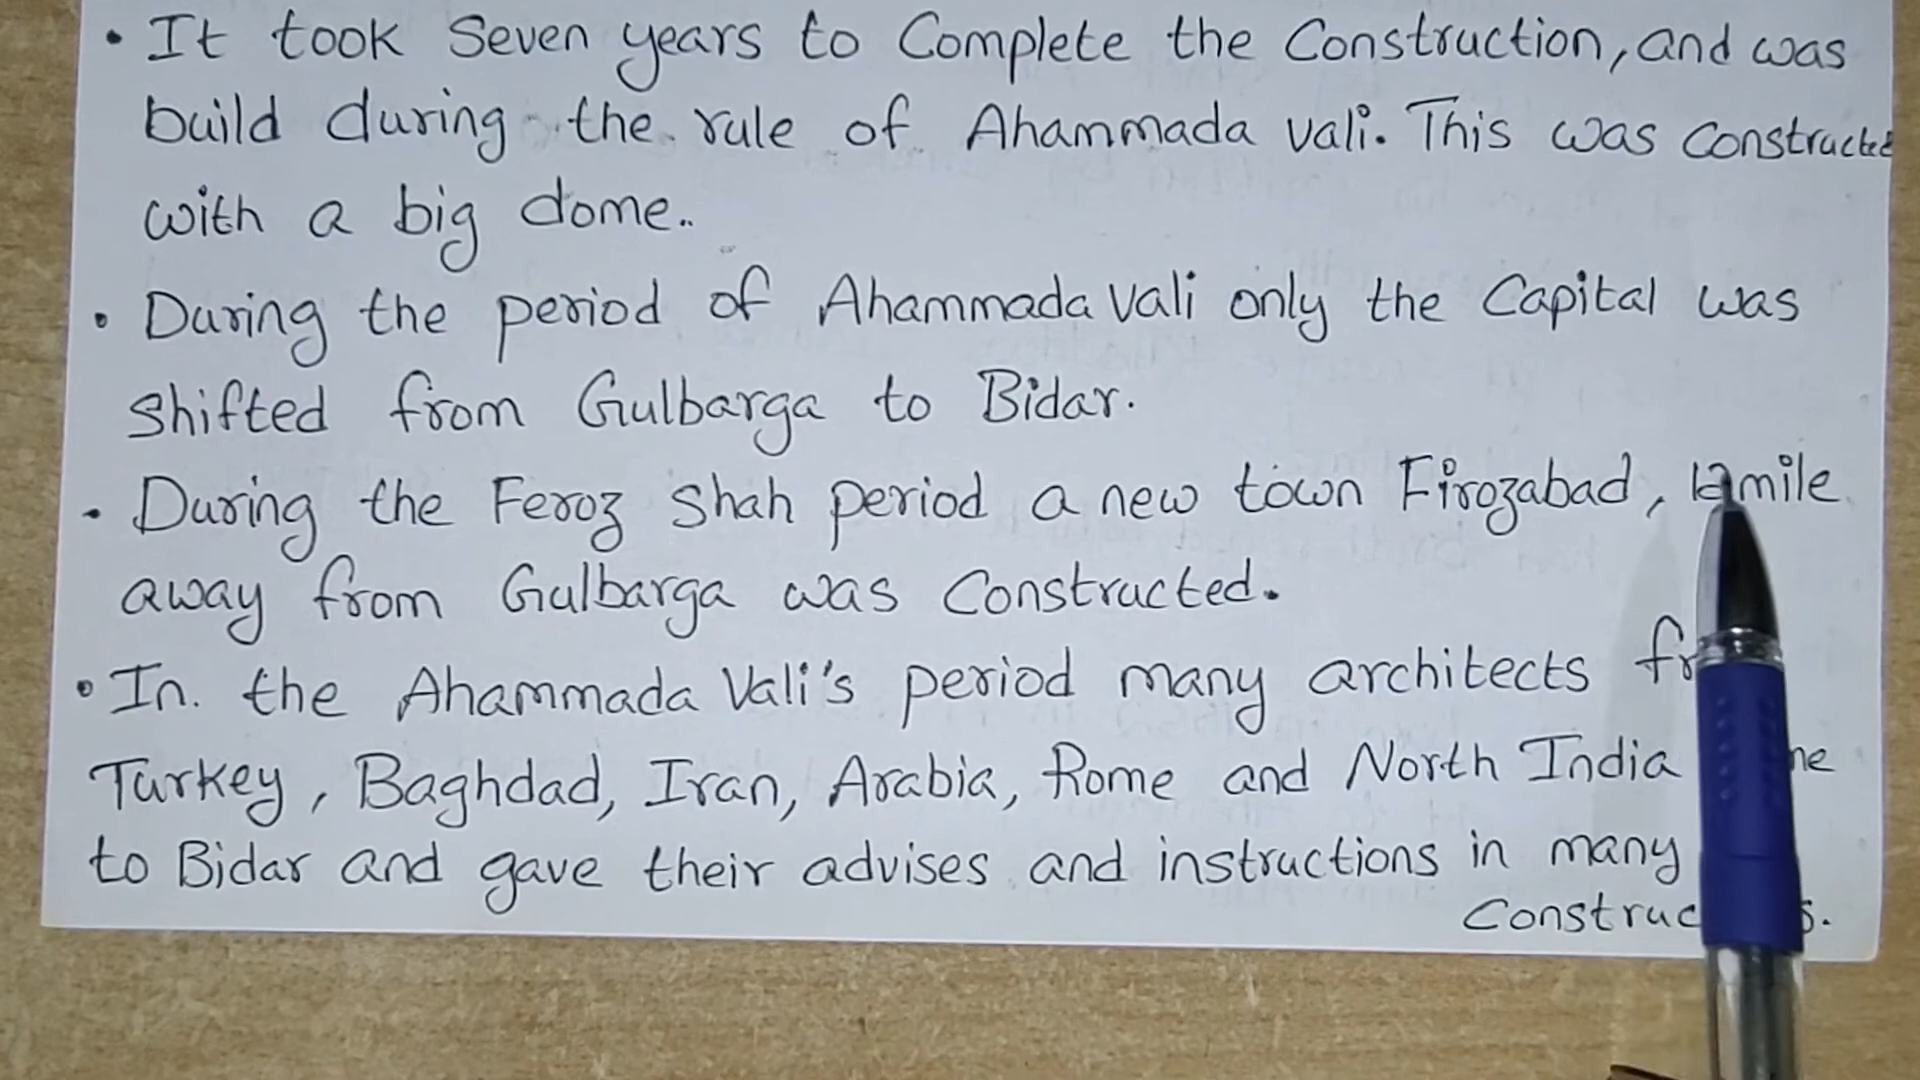 • It took Seven years to Complete the Construction, and was
build during the rule of Ahammada vali. This was constructed
with a big dome..
• During the period of Ahammada vali only the Capital was
shifted from Gulbarga to Bidar.
• During the Feroz shah period a new town Firozabad, 12 mile
away from Gulbarga was Constructed.
• In. the Ahammada Vali's period many architects
Turkey, Baghdad, Iran, Arabia, Rome and North India
to Bidar and gave their advises and instructions in many